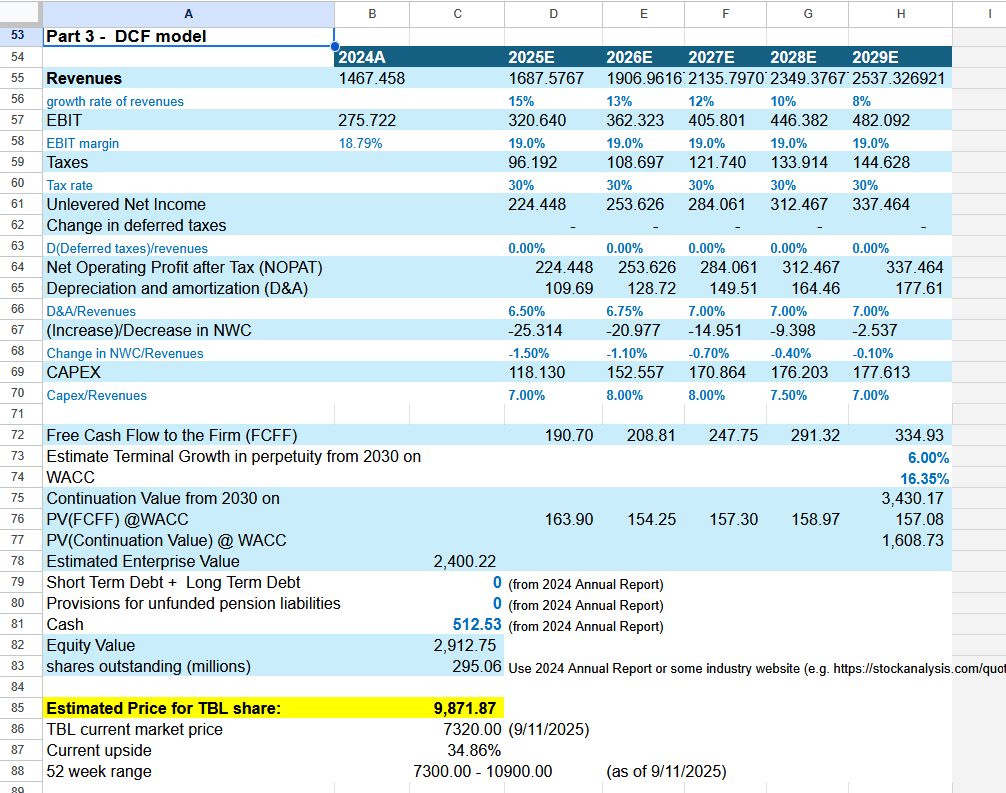 A B C D E F G H I
53 Part 3 - DCF model
54 2024A 2025E 2026E 2027E 2028E 2029E
55 Revenues 1467.458 1687.5767 1906.9616 2135.7970 2349.3767 2537.326921
56 growth rate of revenues 15% 13% 12% 10% 8%
57 EBIT 275.722 320.640 362.323 405.801 446.382 482.092
58 EBIT margin 18.79% 19.0% 19.0% 19.0% 19.0% 19.0%
59 Taxes 96.192 108.697 121.740 133.914 144.628
60 Tax rate 30% 30% 30% 30% 30%
61 Unlevered Net Income 224.448 253.626 284.061 312.467 337.464
62 Change in deferred taxes - - - - -
63 D(Deferred taxes)/revenues 0.00% 0.00% 0.00% 0.00% 0.00%
64 Net Operating Profit after Tax (NOPAT) 224.448 253.626 284.061 312.467 337.464
65 Depreciation and amortization (D&A) 109.69 128.72 149.51 164.46 177.61
66 D&A/Revenues 6.50% 6.75% 7.00% 7.00% 7.00%
67 (Increase)/Decrease in NWC -25.314 -20.977 -14.951 -9.398 -2.537
68 Change in NWC/Revenues -1.50% -1.10% -0.70% -0.40% -0.10%
69 CAPEX 118.130 152.557 170.864 176.203 177.613
70 Capex/Revenues 7.00% 8.00% 8.00% 7.50% 7.00%
71
72 Free Cash Flow to the Firm (FCFF) 190.70 208.81 247.75 291.32 334.93
73 Estimate Terminal Growth in perpetuity from 2030 on 6.00%
74 WACC 16.35%
75 Continuation Value from 2030 on 3,430.17
76 PV(FCFF) @WACC 163.90 154.25 157.30 158.97 157.08
77 PV(Continuation Value) @ WACC 1,608.73
78 Estimated Enterprise Value 2,400.22
79 Short Term Debt + Long Term Debt 0 (from 2024 Annual Report)
80 Provisions for unfunded pension liabilities 0 (from 2024 Annual Report)
81 Cash 512.53 (from 2024 Annual Report)
82 Equity Value 2,912.75
83 shares outstanding (millions) 295.06 Use 2024 Annual Report or some industry website (e.g. https://stockanalysis.com/quot
84
85 Estimated Price for TBL share: 9,871.87
86 TBL current market price 7320.00 (9/11/2025)
87 Current upside 34.86%
88 52 week range 7300.00 - 10900.00 (as of 9/11/2025)
89